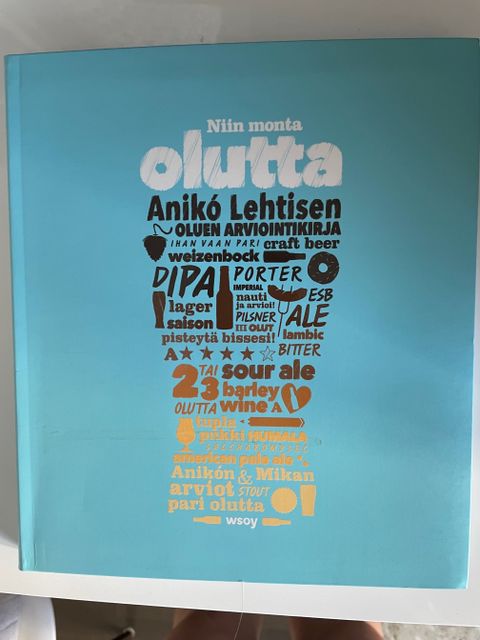 Niin monta
olutta
Anikó Lehtisen
OLUEN ARVIOINTIKIRJA
IHAN VAAN PARI craft beer
weizenbock
DIPA PORTER
IMPERIAL
lager nauti ja arvioi! ESB
saison PILSNER ALE
III OLUT lambic
pisteytä bissesi!
A BITTER
2 TAI 3 sour ale
barley
OLUTTA wine A
tupla
pekki HUMALA
american pale ale
Anikón & Mikan
arviot STOUT
pari olutta
wsoy